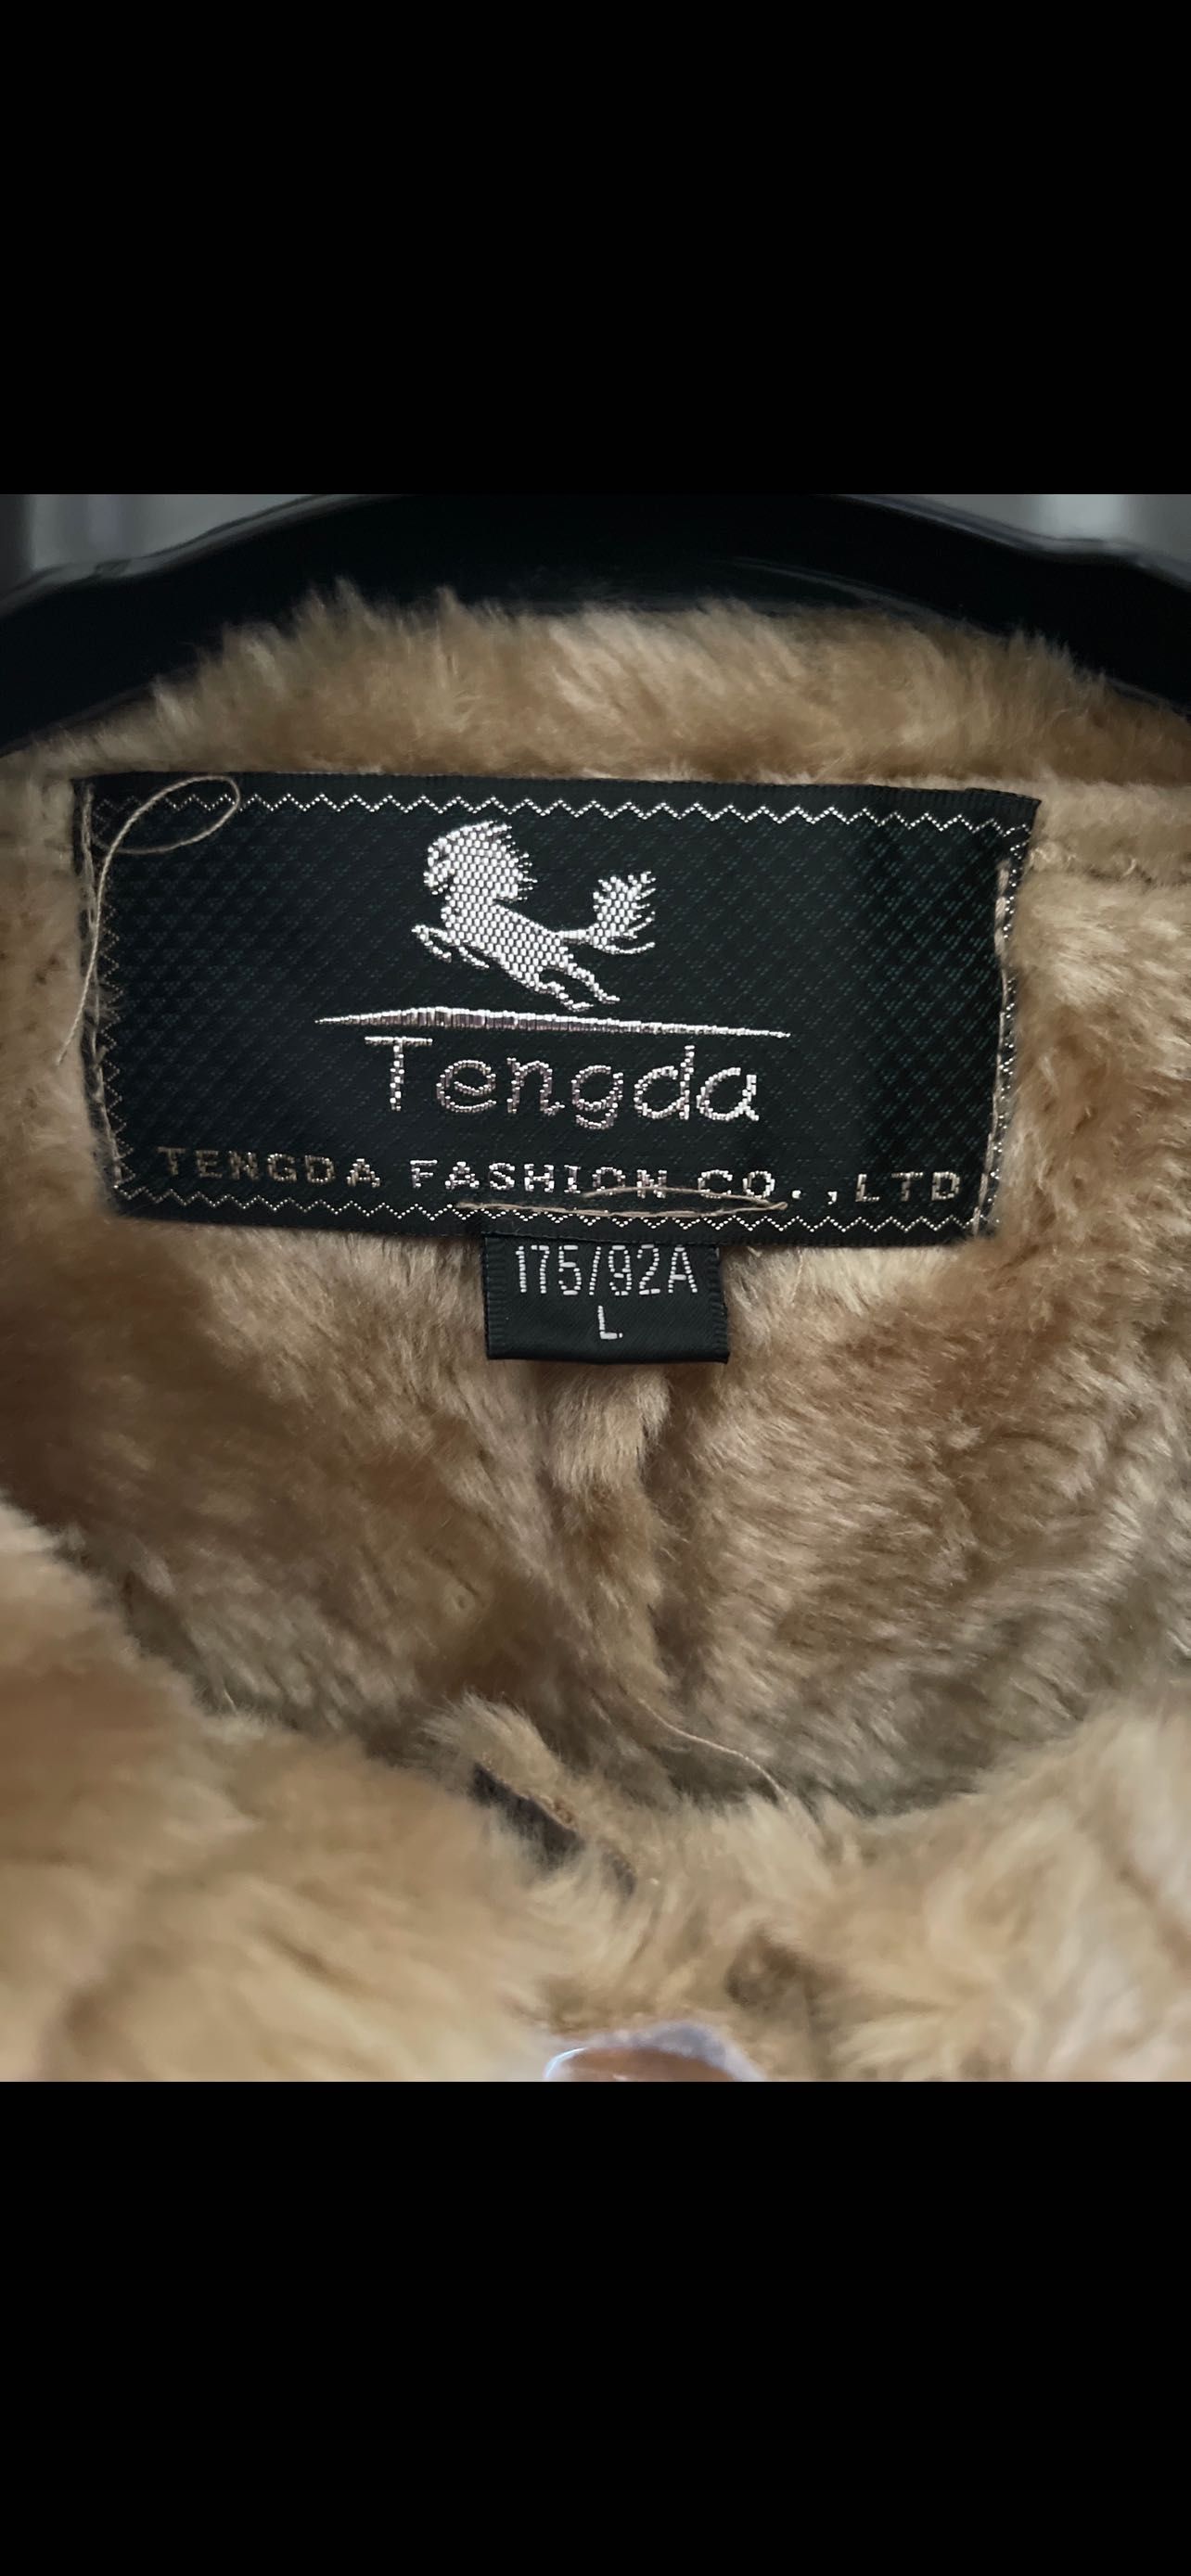 Tengda
TENGDA FASHION CO.,LTD
175/92A
L